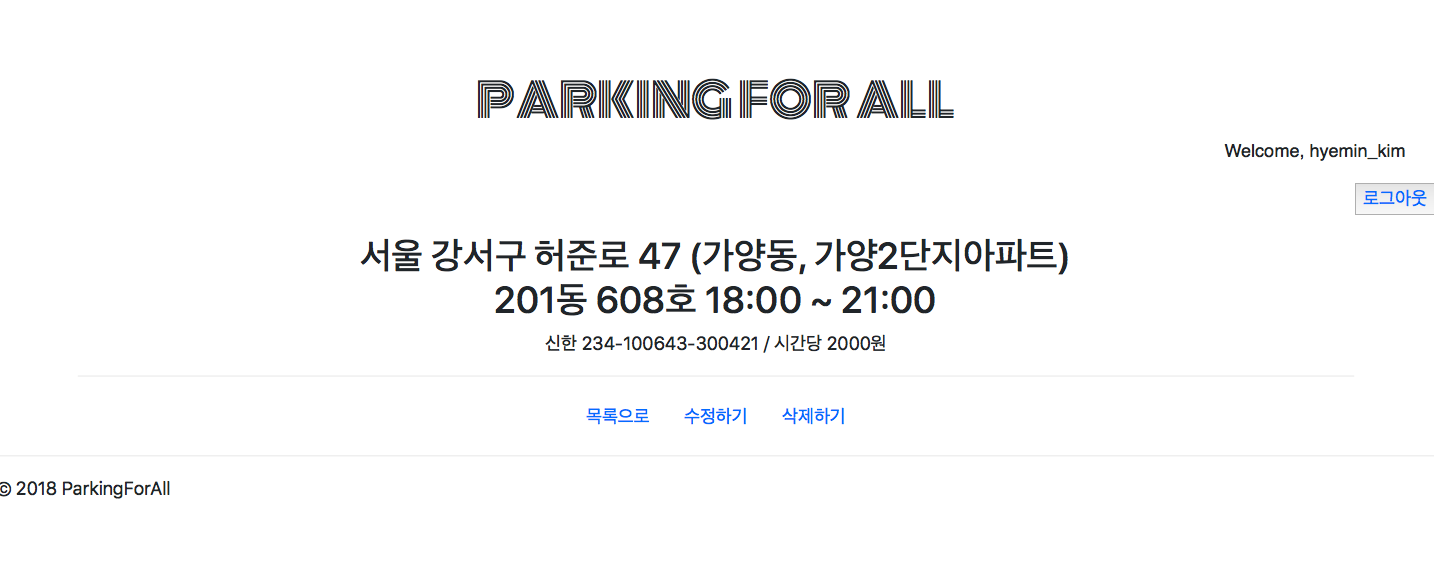 PARKING FOR ALL
Welcome, hyemin_kim
로그아웃
서울 강서구 허준로 47 (가양동, 가양2단지아파트)
201동 608호 18:00 ~ 21:00
신한 234-100643-300421 / 시간당 2000원
목록으로 수정하기 삭제하기
© 2018 ParkingForAll